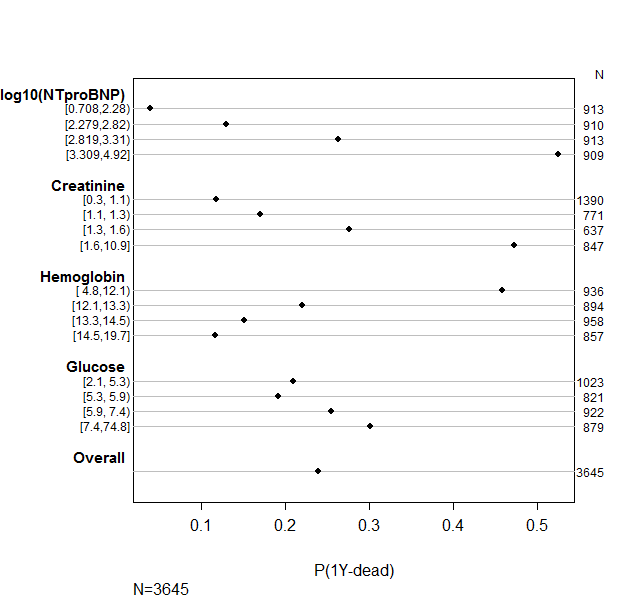 N
log10(NTproBNP)
[0.708,2.28) 913
[2.279,2.82) 910
[2.819,3.31) 913
[3.309,4.92] 909
Creatinine
[0.3, 1.1) 1390
[1.1, 1.3) 771
[1.3, 1.6) 637
[1.6,10.9] 847
Hemoglobin
[ 4.8,12.1) 936
[12.1,13.3) 894
[13.3,14.5) 958
[14.5,19.7] 857
Glucose
[2.1, 5.3) 1023
[5.3, 5.9) 821
[5.9, 7.4) 922
[7.4,74.8] 879
Overall
3645
0.1 0.2 0.3 0.4 0.5
P(1Y-dead)
N=3645